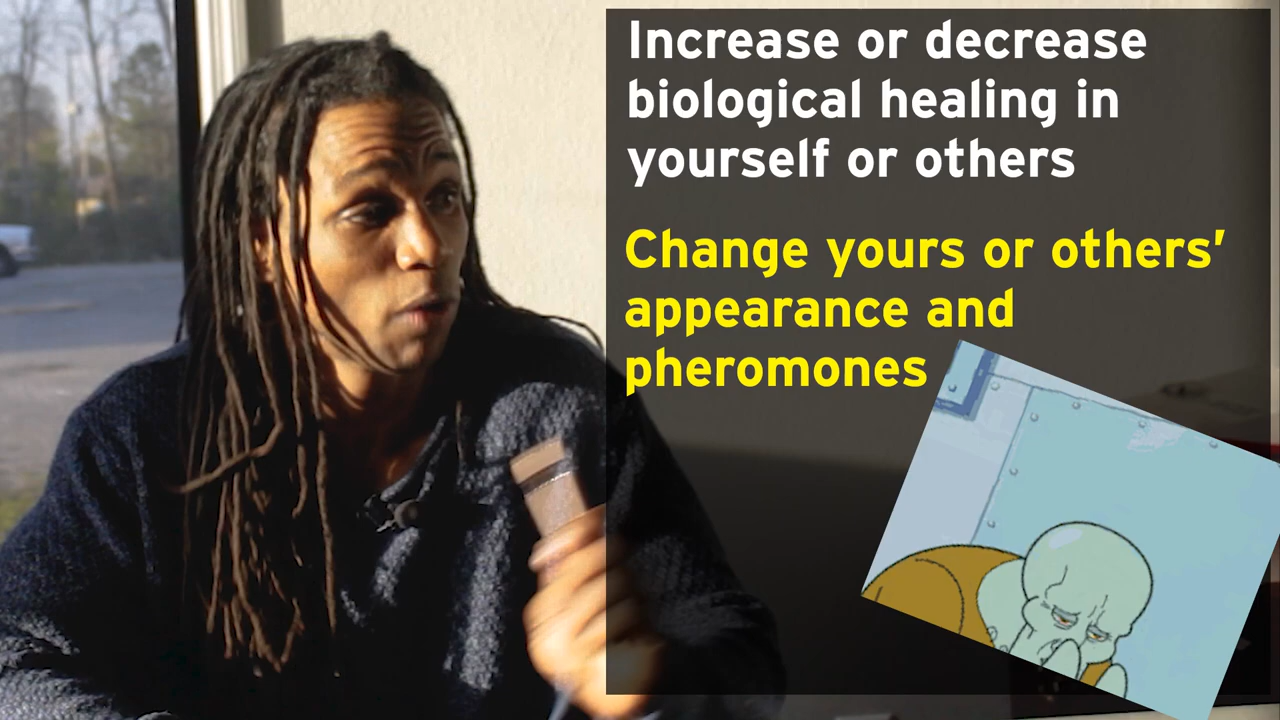 Increase or decrease
biological healing in
yourself or others
Change yours or others’
appearance and
pheromones